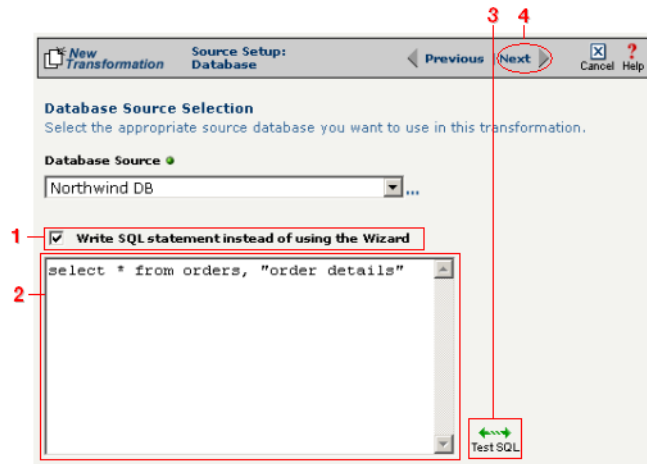 3 4
New
Transformation
Source Setup:
Database
Previous Next
Cancel Help
Database Source Selection
Select the appropriate source database you want to use in this transformation.
Database Source
Northwind DB
...
1 Write SQL statement instead of using the Wizard
select * from orders, "order details"
2
Test SQL